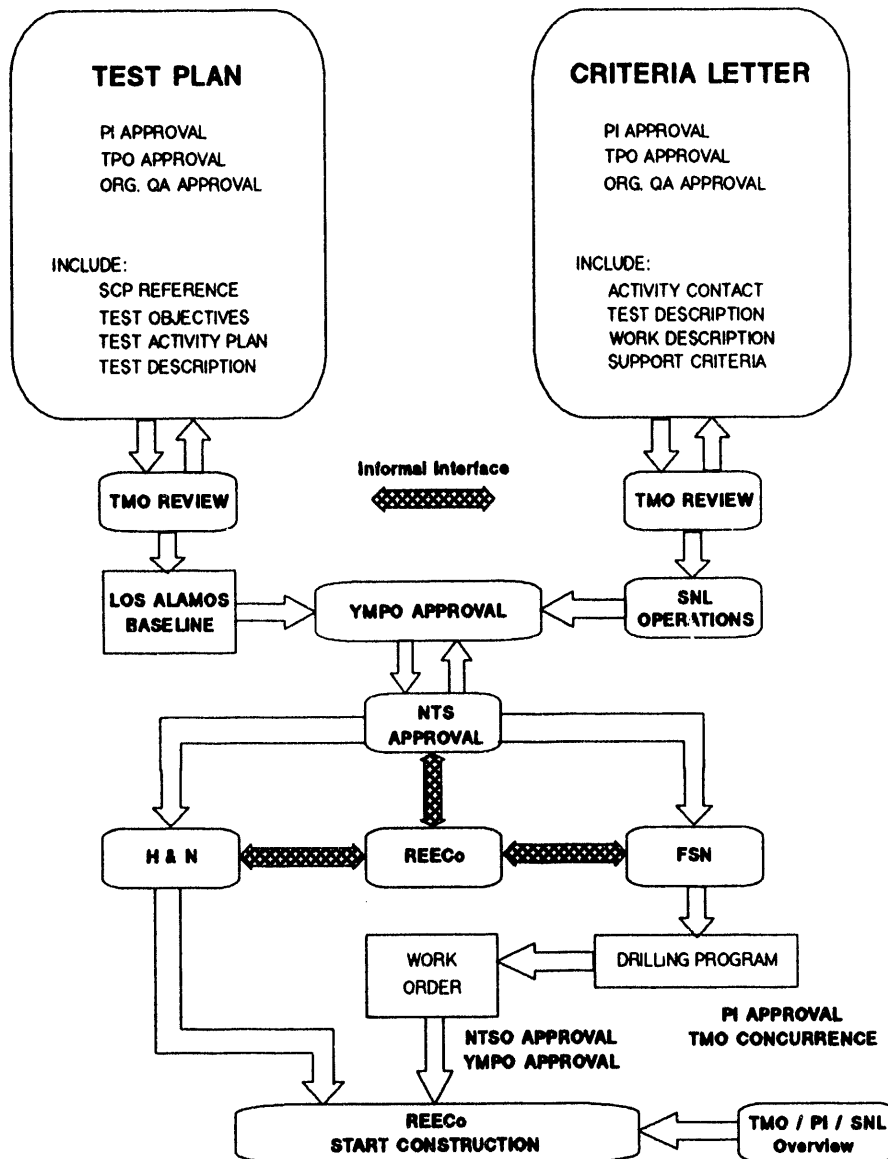 TEST PLAN
PI APPROVAL
TPO APPROVAL
ORG. QA APPROVAL
INCLUDE:
SCP REFERENCE
TEST OBJECTIVES
TEST ACTIVITY PLAN
TEST DESCRIPTION
CRITERIA LETTER
PI APPROVAL
TPO APPROVAL
ORG. QA APPROVAL
INCLUDE:
ACTIVITY CONTACT
TEST DESCRIPTION
WORK DESCRIPTION
SUPPORT CRITERIA
Informal Interface
TMO REVIEW
TMO REVIEW
LOS ALAMOS
BASELINE
YMPO APPROVAL
SNL
OPERATIONS
NTS
APPROVAL
H & N
REECo
FSN
WORK
ORDER
DRILLING PROGRAM
PI APPROVAL
TMO CONCURRENCE
NTSO APPROVAL
YMPO APPROVAL
REECo
START CONSTRUCTION
TMO / PI / SNL
Overview